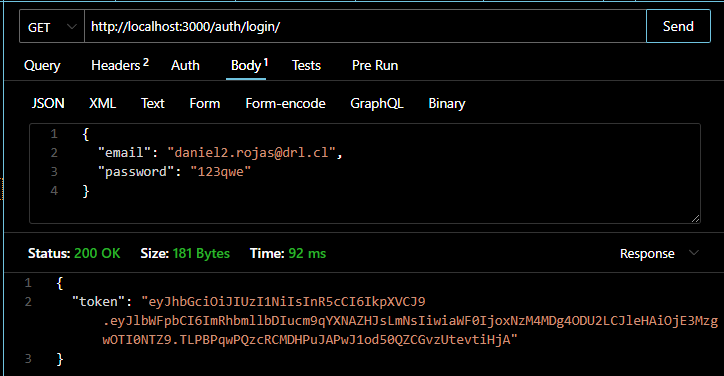 GET http://localhost:3000/auth/login/ Send
Query Headers 2 Auth Body 1 Tests Pre Run
JSON XML Text Form Form-encode GraphQL Binary
1 {
2 "email": "daniel2.rojas@drl.cl",
3 "password": "123qwe"
4 }
Status: 200 OK Size: 181 Bytes Time: 92 ms Response
1 {
2 "token": "eyJhbGciOiJIUzI1NiIsInR5cCI6IkpXVCJ9
.eyJlbWFpbCI6ImRhbmllbDIucm9qYXNAZHJsLmNsIiwiaWF0IjoxNzM4MDg4ODU2LCJleHAiOjE3Mzg
wOTI0NTZ9.TLPBPqwPQzcRCMDHPuJAPwJ1od50QZCGvzUtevtiHjA"
3 }